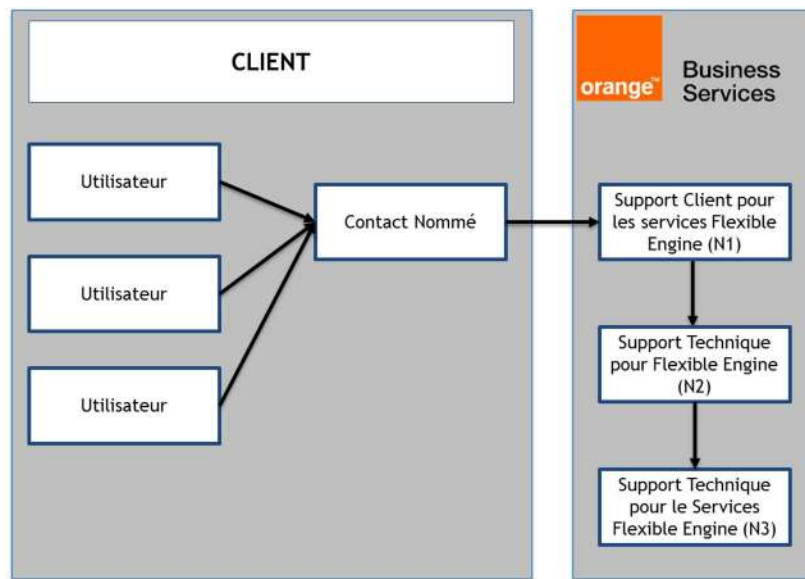 CLIENT
Utilisateur
Utilisateur
Utilisateur
Contact Nommé
orange™
Business
Services
Support Client pour
les services Flexible
Engine (N1)
Support Technique
pour Flexible Engine
(N2)
Support Technique
pour le Services
Flexible Engine (N3)